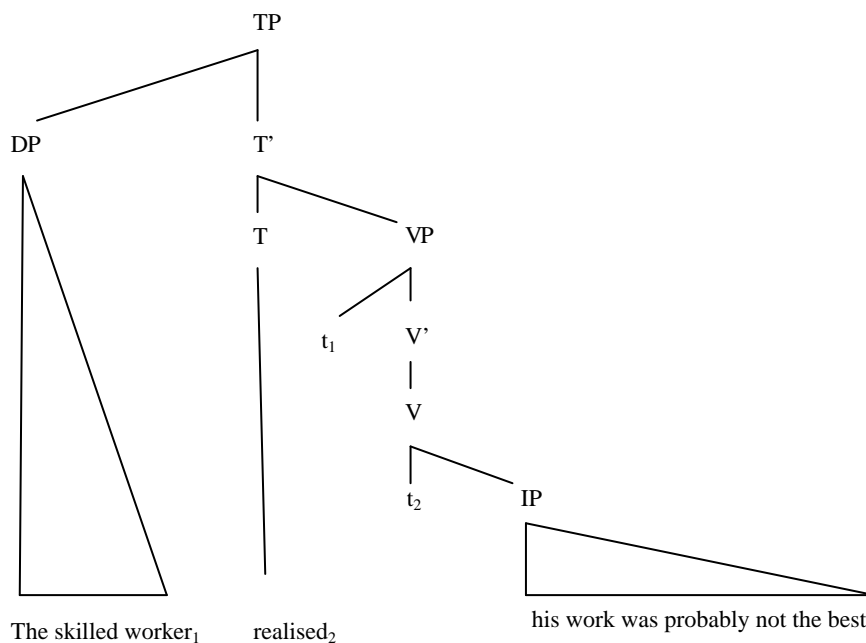 TP
DP T’
T VP
t₁ V’
V
t₂ IP
The skilled worker₁ realised₂ his work was probably not the best